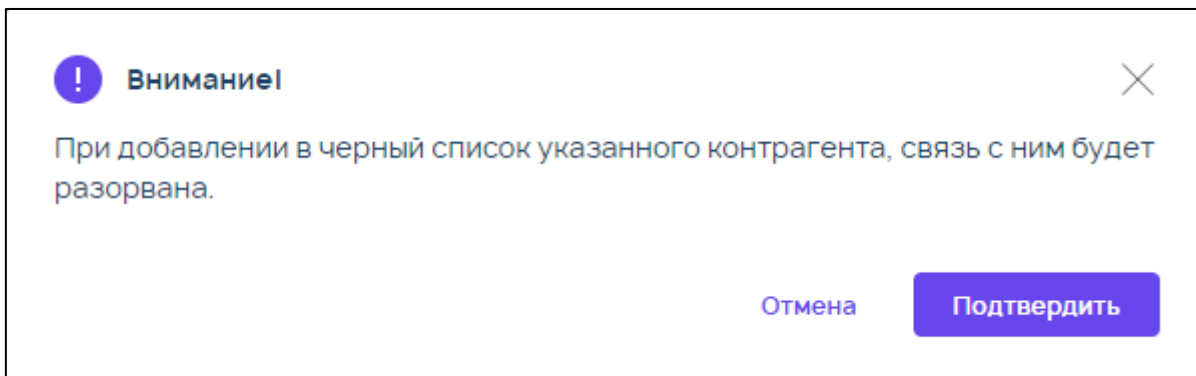 !
Внимание!
При добавлении в черный список указанного контрагента, связь с ним будет
разорвана.
Отмена Подтвердить